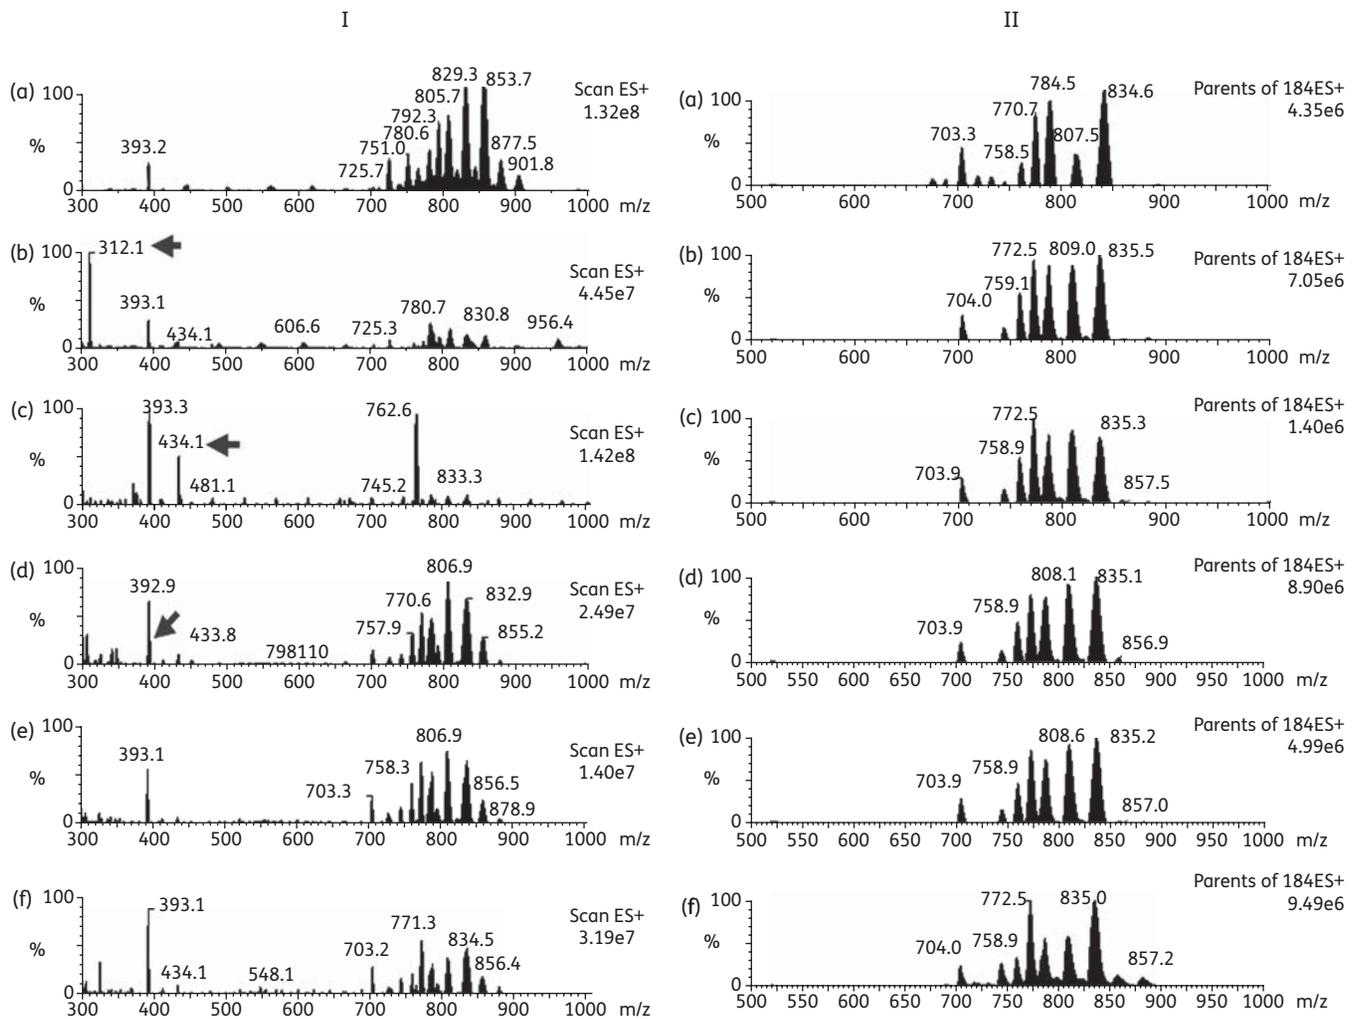 I
II
(a) 100
%
0
393.2
725.7
751.0
780.6
792.3
805.7
829.3
853.7
877.5
901.8
Scan ES+
1.32e8
300 400 500 600 700 800 900 1000 m/z
(a) 100
%
0
703.3
758.5
770.7
784.5
807.5
834.6
Parents of 184ES+
4.35e6
500 600 700 800 900 1000 m/z
(b) 100
%
0
312.1
393.1
434.1
606.6
725.3
780.7
830.8
956.4
Scan ES+
4.45e7
300 400 500 600 700 800 900 1000 m/z
(b) 100
%
0
704.0
759.1
772.5
809.0
835.5
Parents of 184ES+
7.05e6
500 600 700 800 900 1000 m/z
(c) 100
%
0
393.3
434.1
481.1
745.2
762.6
833.3
Scan ES+
1.42e8
300 400 500 600 700 800 900 1000 m/z
(c) 100
%
0
703.9
758.9
772.5
835.3
857.5
Parents of 184ES+
1.40e6
500 600 700 800 900 1000 m/z
(d) 100
%
0
392.9
433.8
798110
757.9
770.6
806.9
832.9
855.2
Scan ES+
2.49e7
300 400 500 600 700 800 900 1000 m/z
(d) 100
%
0
703.9
758.9
808.1
835.1
856.9
Parents of 184ES+
8.90e6
500 550 600 650 700 750 800 850 900 950 1000 m/z
(e) 100
%
0
393.1
703.3
758.3
806.9
856.5
878.9
Scan ES+
1.40e7
300 400 500 600 700 800 900 1000 m/z
(e) 100
%
0
703.9
758.9
808.6
835.2
857.0
Parents of 184ES+
4.99e6
500 550 600 650 700 750 800 850 900 950 1000 m/z
(f) 100
%
0
393.1
434.1
548.1
703.2
771.3
834.5
856.4
Scan ES+
3.19e7
300 400 500 600 700 800 900 1000 m/z
(f) 100
%
0
704.0
758.9
772.5
835.0
857.2
Parents of 184ES+
9.49e6
500 550 600 650 700 750 800 850 900 950 1000 m/z